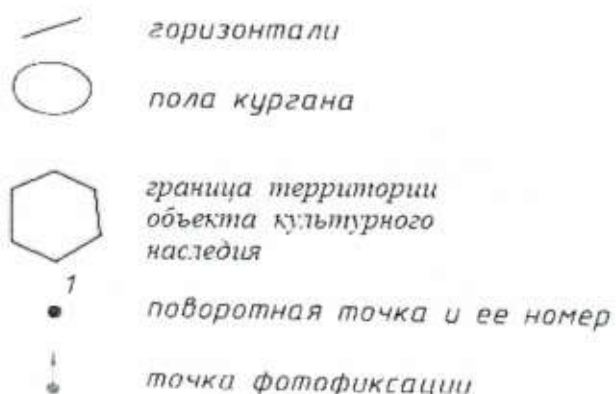 горизонтали
пола кургана
граница территории
объекта культурного
наследия
1
поворотная точка и ее номер
точка фотофиксации